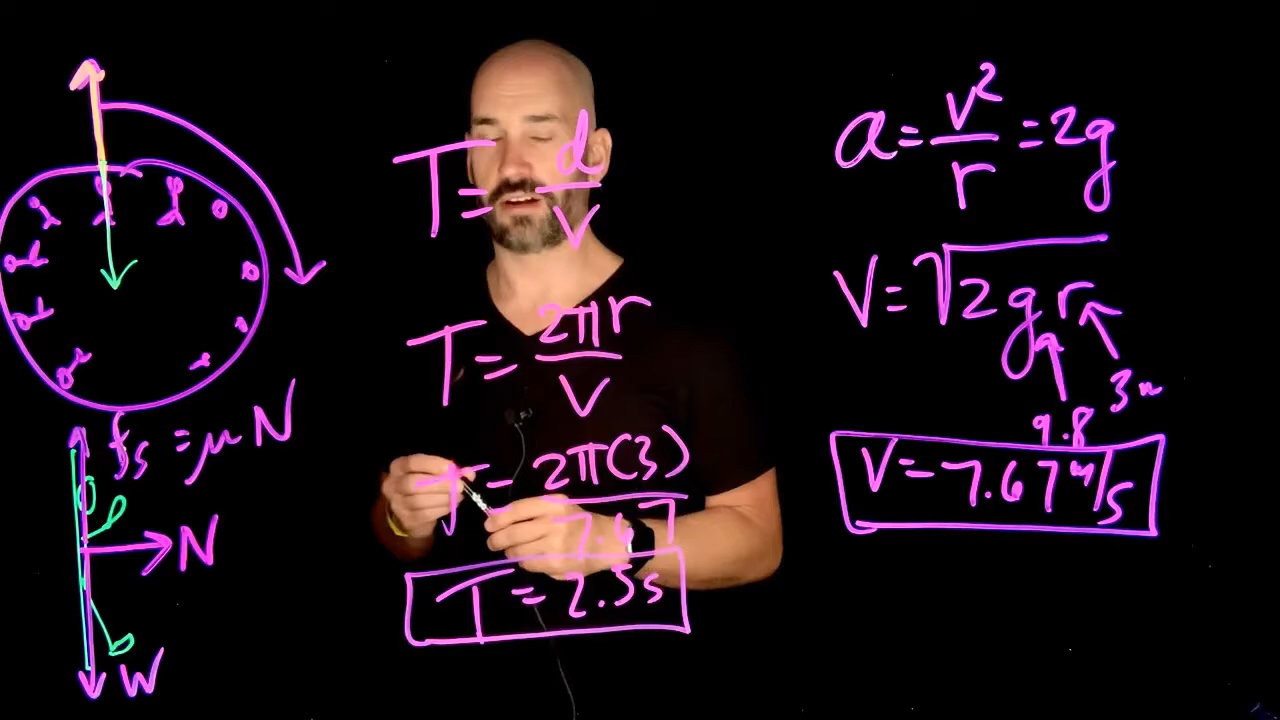 fs = μN
N
W
T = d/v
T = 2πr/v
T = 2π(3)/7.67
T = 2.5s
a = v²/r = 2g
v = √2gr
9.8
3m
v = 7.67 m/s